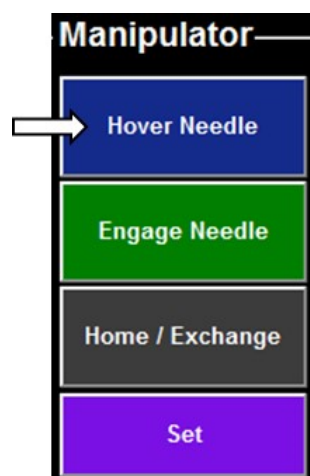 Manipulator
Hover Needle
Engage Needle
Home / Exchange
Set